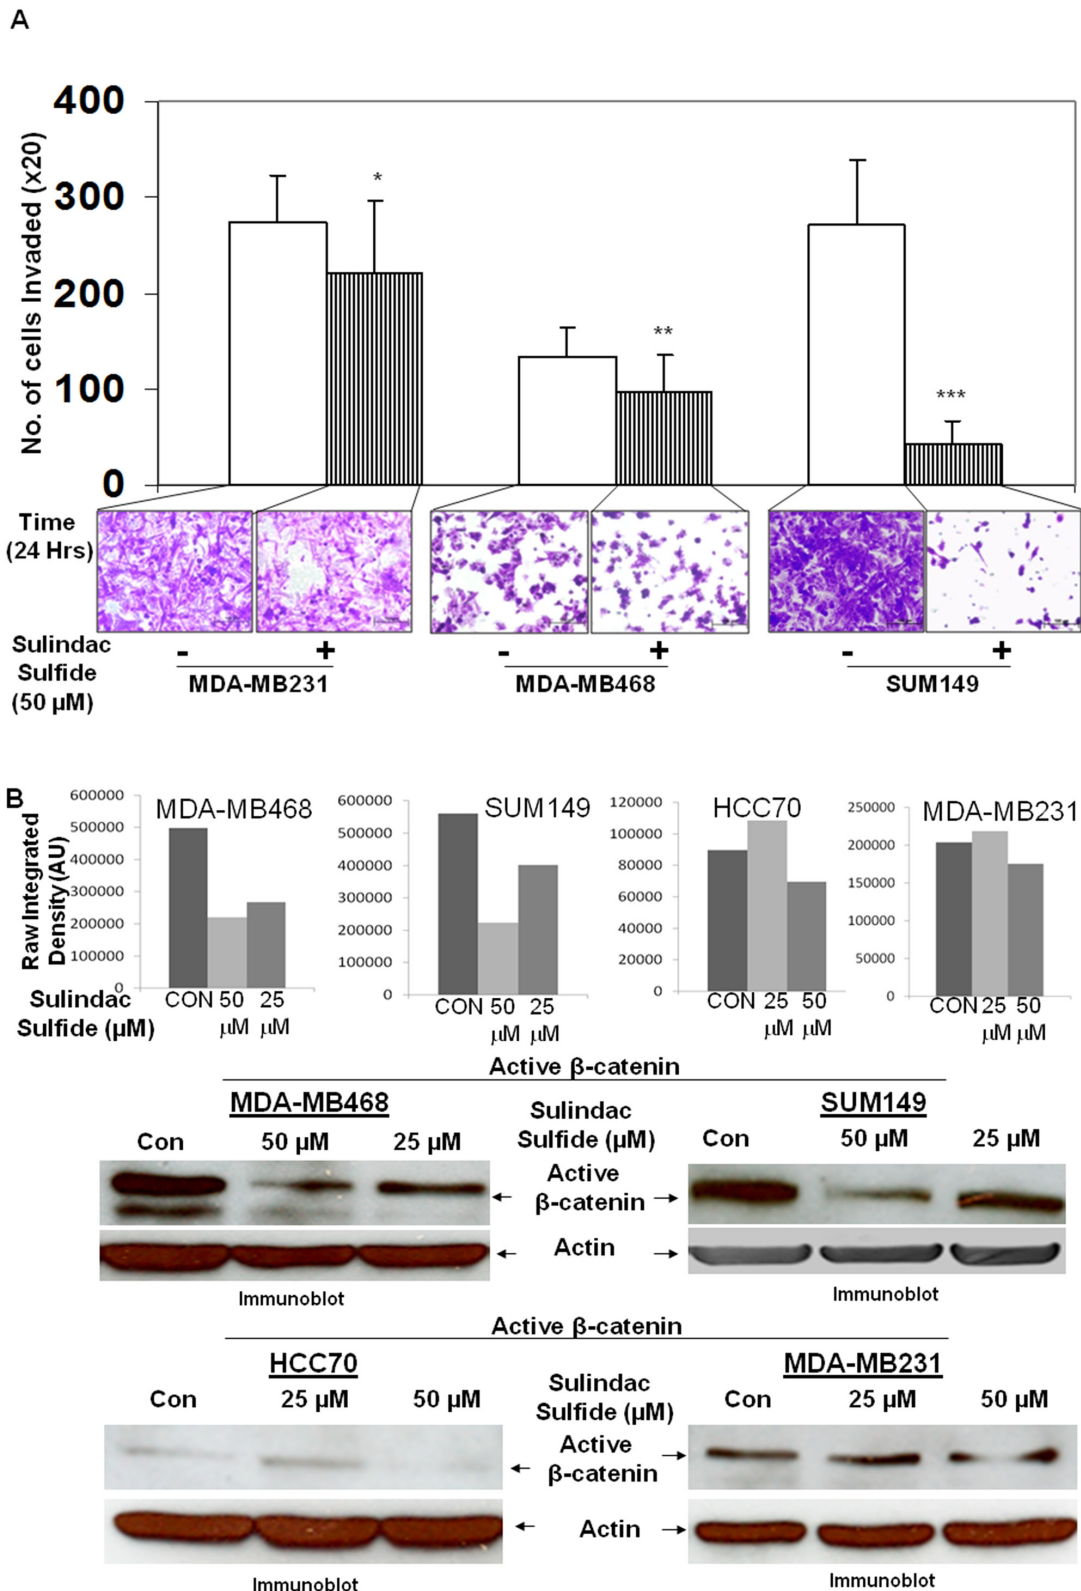 A
400
300
200
100
0
No. of cells Invaded (x20)
*
**
***
Time
(24 Hrs)
Sulindac
Sulfide
(50 µM)
- +
MDA-MB231
- +
MDA-MB468
- +
SUM149
B
Raw Integrated
Density (AU)
MDA-MB468
600000
500000
400000
300000
200000
100000
0
SUM149
600000
500000
400000
300000
200000
100000
0
HCC70
120000
100000
80000
60000
40000
20000
0
MDA-MB231
250000
200000
150000
100000
50000
0
Sulindac
Sulfide (µM)
CON 50 25
µM µM
CON 50 25
µM µM
CON 25 50
µM µM
CON 25 50
µM µM
Active β-catenin
MDA-MB468
Con 50 µM 25 µM
Sulindac
Sulfide (µM)
SUM149
Con 50 µM 25 µM
Active
β-catenin
Actin
Immunoblot
Immunoblot
Active β-catenin
HCC70
Con 25 µM 50 µM
Sulindac
Sulfide (µM)
MDA-MB231
Con 25 µM 50 µM
Active
β-catenin
Actin
Immunoblot
Immunoblot